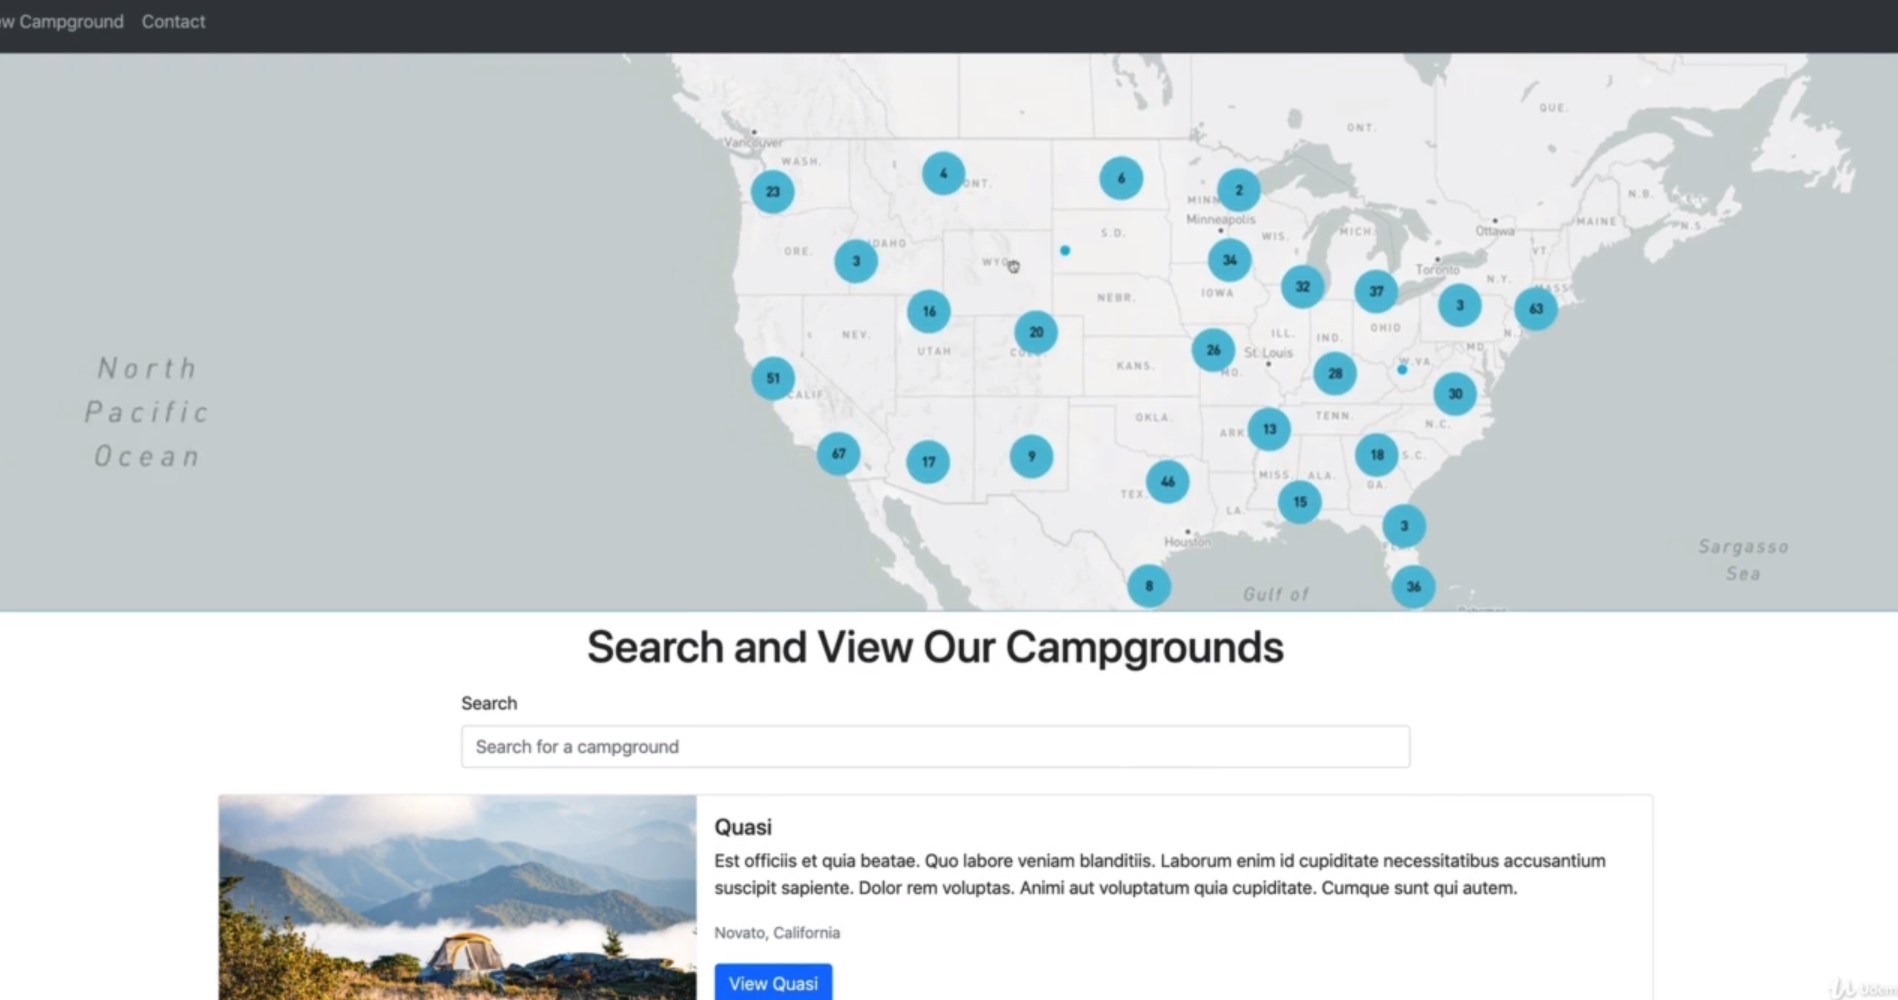 ew Campground Contact
QUE.
ONT.
Vancouver
WASH.
4
ONT.
6
2
23
MINN
N.B.
Minneapolis
S.D.
WIS.
MICH.
Ottawa
MAINE
N.S.
ORE.
3
IDAHO
WYO
34
VT.
Toronto
N.Y.
MASS
NEBR.
IOWA
32
37
3
63
16
20
NEV.
ILL.
IND.
OHIO
N.J.
UTAH
26
St. Louis
MD.
KANS.
MO.
28
W.VA.
51
CALIF
30
OKLA.
TENN.
N.C.
ARK
13
67
17
9
18
S.C.
46
TEX.
MISS.
ALA.
GA.
15
LA.
3
Houston
8
36
North
Pacific
Ocean
Gulf of
Sargasso
Sea
Search and View Our Campgrounds
Search
Search for a campground
Quasi
Est officiis et quia beatae. Quo labore veniam blanditiis. Laborum enim id cupiditate necessitatibus accusantium
suscipit sapiente. Dolor rem voluptas. Animi aut voluptatum quia cupiditate. Cumque sunt qui autem.
Novato, California
View Quasi